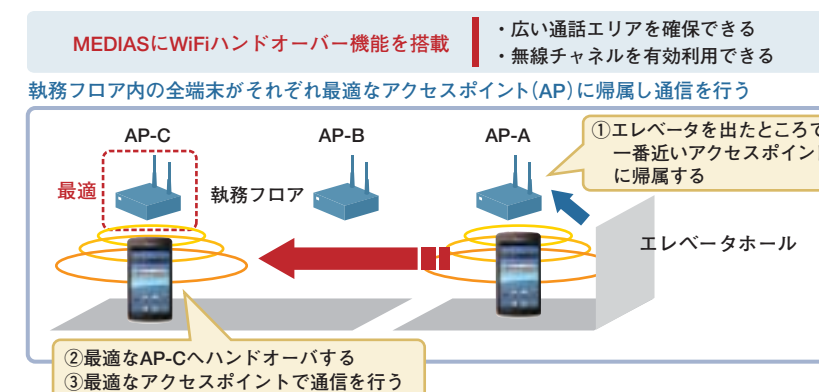 MEDIASにWiFiハンドオーバー機能を搭載
・広い通話エリアを確保できる
・無線チャネルを有効利用できる
執務フロア内の全端末がそれぞれ最適なアクセスポイント（AP）に帰属し通信を行う
AP-C
AP-B
AP-A
①エレベータを出たところで
一番近いアクセスポイント
に帰属する
最適
執務フロア
エレベータホール
②最適なAP-Cへハンドオーバする
③最適なアクセスポイントで通信を行う